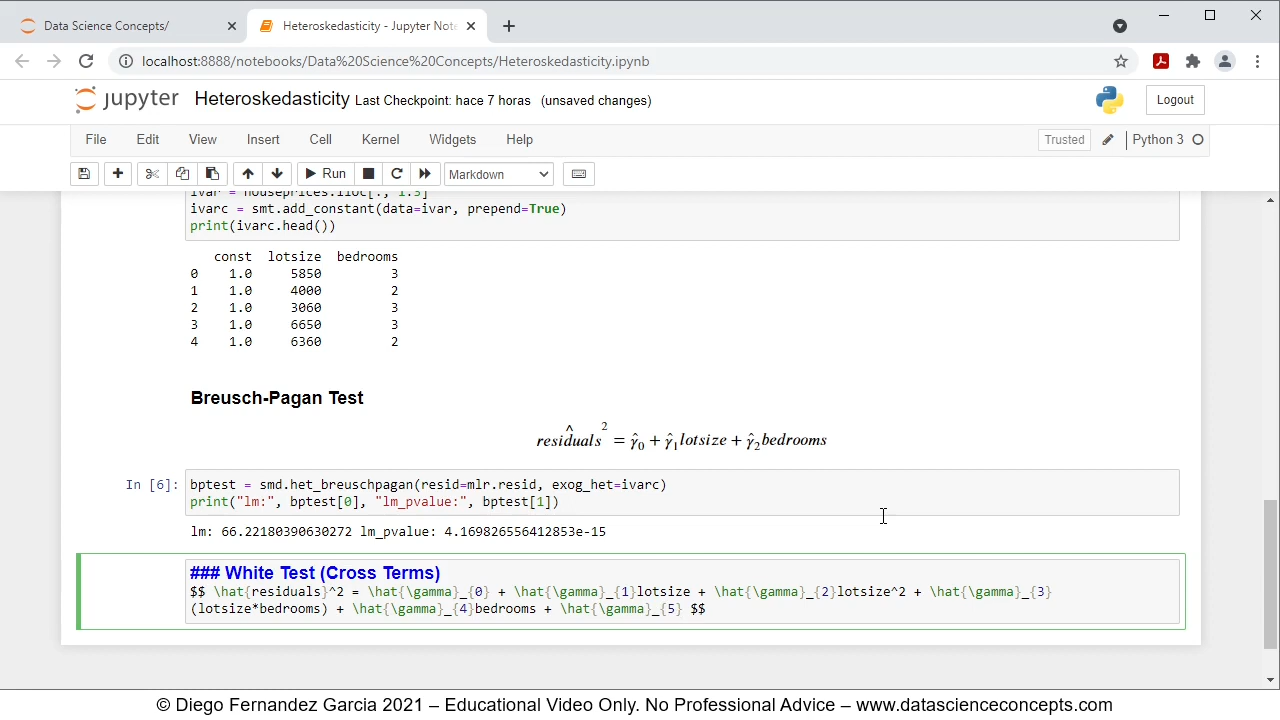 Data Science Concepts/
Heteroskedasticity - Jupyter Note
localhost:8888/notebooks/Data%20Science%20Concepts/Heteroskedasticity.ipynb
jupyter Heteroskedasticity Last Checkpoint: hace 7 horas (unsaved changes)
Logout
File Edit View Insert Cell Kernel Widgets Help
Trusted Python 3
Run Markdown
ivar = houseprices.iloc[:, 1:3]
ivarc = smt.add_constant(data=ivar, prepend=True)
print(ivarc.head())
const lotsize bedrooms
0 1.0 5850 3
1 1.0 4000 2
2 1.0 3060 3
3 1.0 6650 3
4 1.0 6360 2
Breusch-Pagan Test
residuals^2 = γ̂0 + γ̂1lotsize + γ̂2bedrooms
In [6]: bptest = smd.het_breuschpagan(resid=mlr.resid, exog_het=ivarc)
print("lm:", bptest[0], "lm_pvalue:", bptest[1])
lm: 66.22180390630272 lm_pvalue: 4.169826556412853e-15
### White Test (Cross Terms)
$$ \hat{residuals}^2 = \hat{\gamma}_{0} + \hat{\gamma}_{1}lotsize + \hat{\gamma}_{2}lotsize^2 + \hat{\gamma}_{3}
(lotsize*bedrooms) + \hat{\gamma}_{4}bedrooms + \hat{\gamma}_{5} $$
© Diego Fernandez Garcia 2021 – Educational Video Only. No Professional Advice – www.datascienceconcepts.com